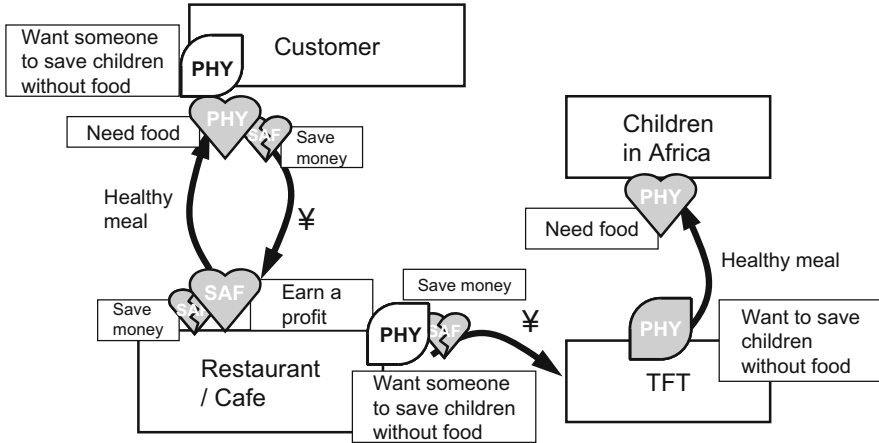 Want someone
to save children
without food
PHY
Customer
Need food
PHY
SAF
Save
money
Healthy
meal
¥
Save
money
SAF
SAF
Earn a
profit
Restaurant
/ Cafe
Save money
PHY
SAF
¥
Want someone
to save children
without food
Children
in Africa
PHY
Need food
Healthy meal
PHY
Want to save
children
without food
TFT